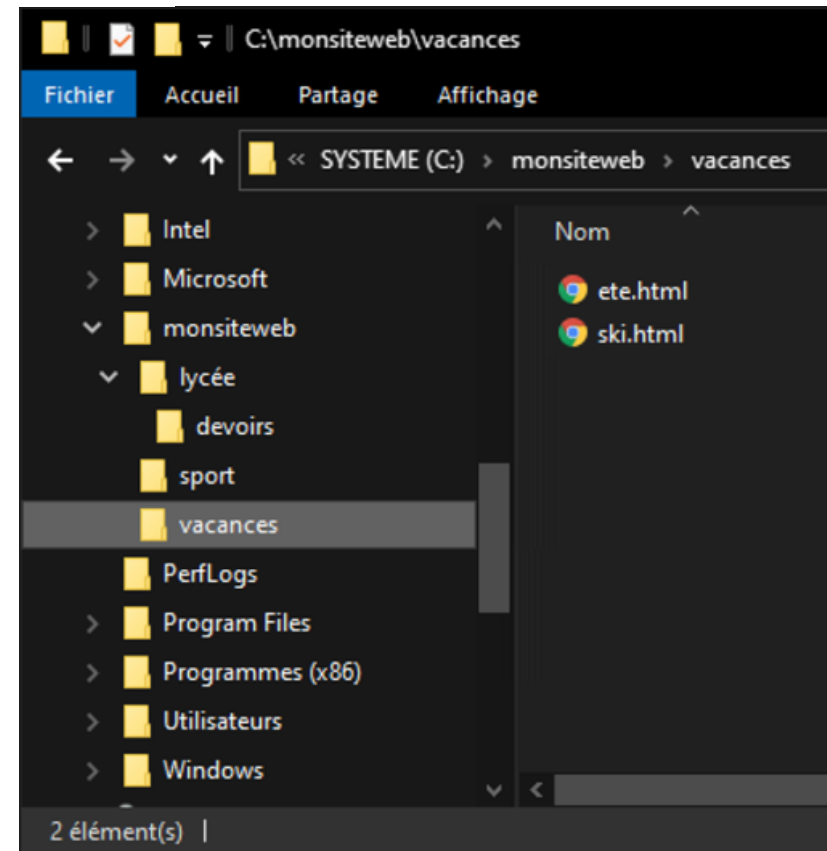 C:\monsiteweb\vacances
Fichier Accueil Partage Affichage
« SYSTEME (C:) > monsiteweb > vacances
Intel
Microsoft
monsiteweb
lycée
devoirs
sport
vacances
PerfLogs
Program Files
Programmes (x86)
Utilisateurs
Windows
Nom
ete.html
ski.html
2 élément(s)